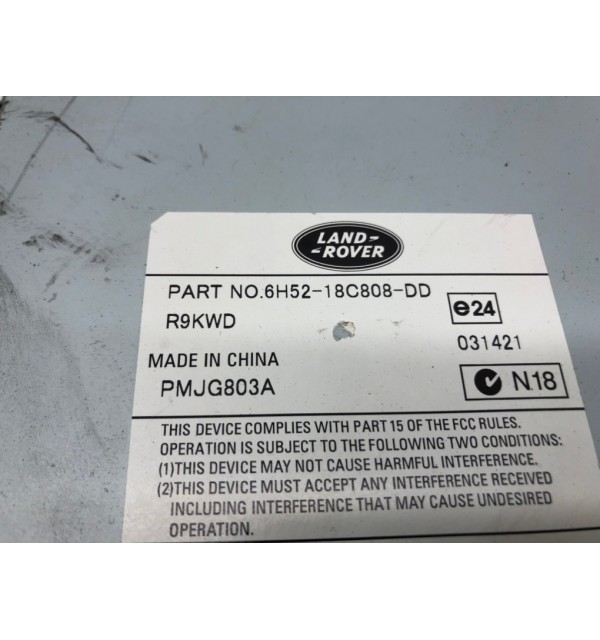 LAND-
-ROVER
PART NO.6H52-18C808-DD
R9KWD
e24
031421
MADE IN CHINA
PMJG803A
N18
THIS DEVICE COMPLIES WITH PART 15 OF THE FCC RULES.
OPERATION IS SUBJECT TO THE FOLLOWING TWO CONDITIONS:
(1)THIS DEVICE MAY NOT CAUSE HARMFUL INTERFERENCE.
(2)THIS DEVICE MUST ACCEPT ANY INTERFERENCE RECEIVED
INCLUDING INTERFERENCE THAT MAY CAUSE UNDESIRED
OPERATION.